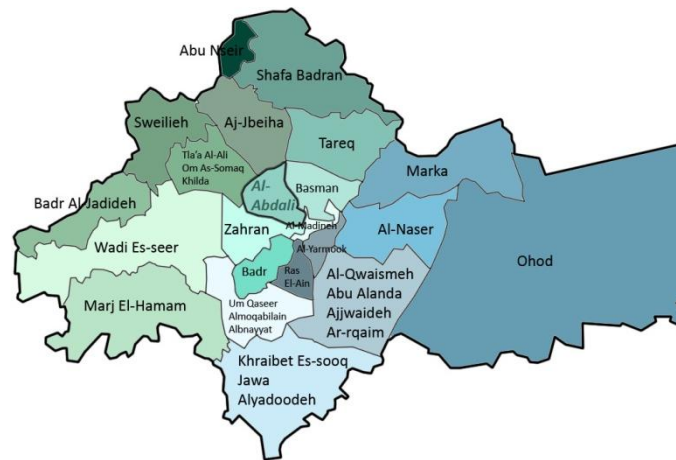 Abu Nseir
Shafa Badran
Sweilieh
Aj-Jbeiha
Tareq
Tla'a Al-Ali
Om As-Somaq
Khilda
Marka
Al-
Abdali
Basman
Badr Al Jadideh
Zahran
Al-Madineh
Al-Naser
Wadi Es-seer
Al-Yarmook
Ohod
Badr
Ras
El-Ain
Al-Qwaismeh
Abu Alanda
Ajjwaideh
Ar-rqaim
Marj El-Hamam
Um Qaseer
Almoqabilain
Albnayyat
Khraibet Es-sooq
Jawa
Alyadoodeh